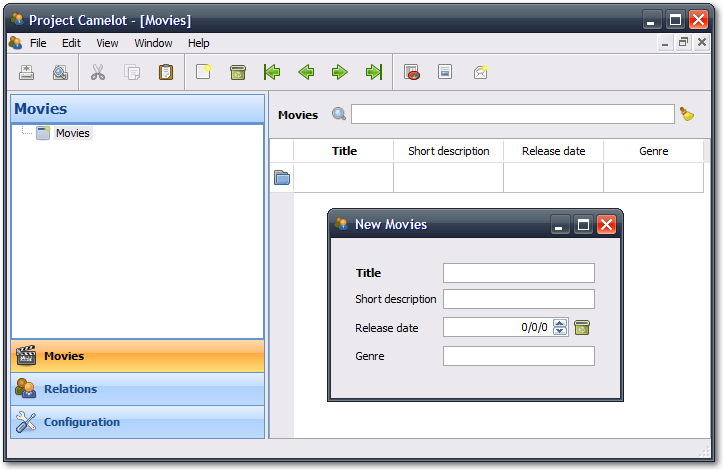 Project Camelot - [Movies]
File Edit View Window Help
Movies
Movies
Movies
Title Short description Release date Genre
New Movies
Title
Short description
Release date 0/0/0
Genre
Movies
Relations
Configuration